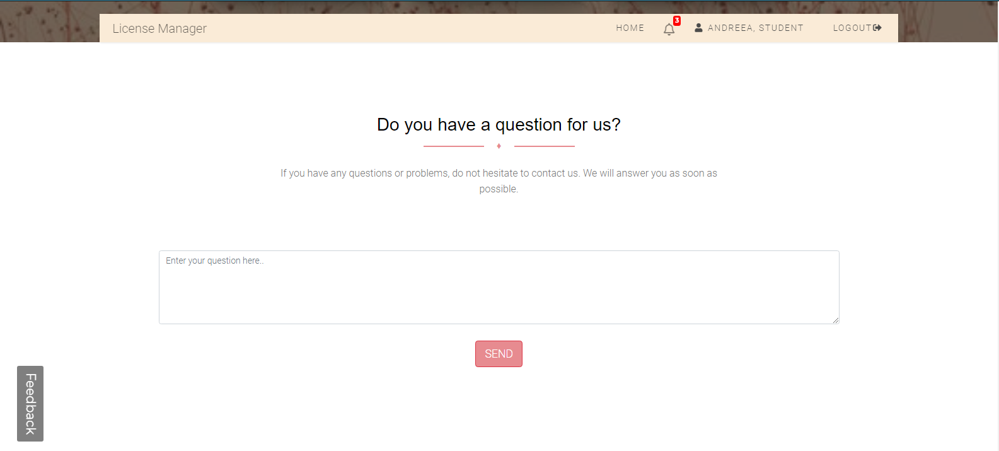 License Manager
HOME
3
ANDREEA, STUDENT
LOGOUT
Do you have a question for us?
If you have any questions or problems, do not hesitate to contact us. We will answer you as soon as
possible.
Enter your question here..
SEND
Feedback